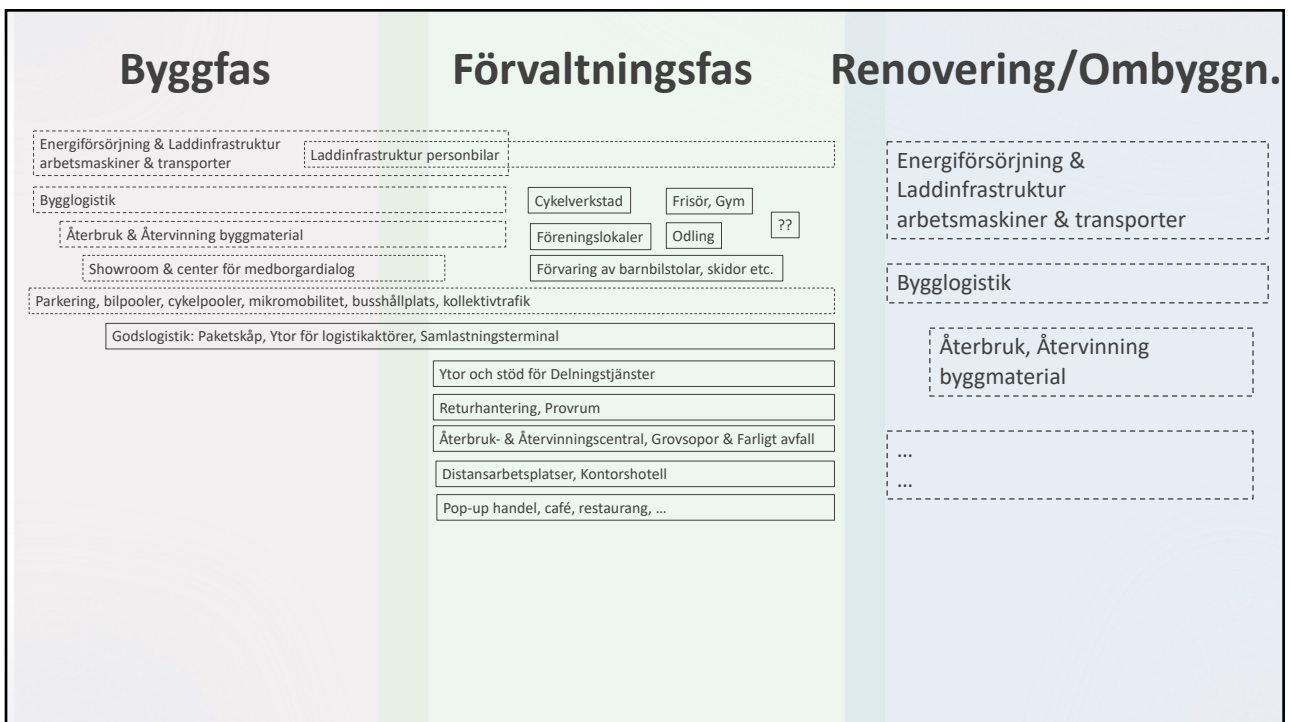 Byggfas
Förvaltningsfas
Renovering/Ombyggn.
Energiförsörjning & Laddinfrastruktur
arbetsmaskiner & transporter
Laddinfrastruktur personbilar
Bygglogistik
Återbruk & Återvinning byggmaterial
Showroom & center för medborgardialog
Cykelverkstad
Frisör, Gym
Föreningslokaler
Odling
??
Förvaring av barnbilstolar, skidor etc.
Parkering, bilpooler, cykelpooler, mikromobilitet, busshållplats, kollektivtrafik
Godslogistik: Paketskåp, Ytor för logistikaktörer, Samlastningsterminal
Ytor och stöd för Delningstjänster
Returhantering, Provrum
Återbruk- & Återvinningscentral, Grovsopor & Farligt avfall
Distansarbetsplatser, Kontorshotell
Pop-up handel, café, restaurang, …
Energiförsörjning &
Laddinfrastruktur
arbetsmaskiner & transporter
Bygglogistik
Återbruk, Återvinning
byggmaterial
…
…